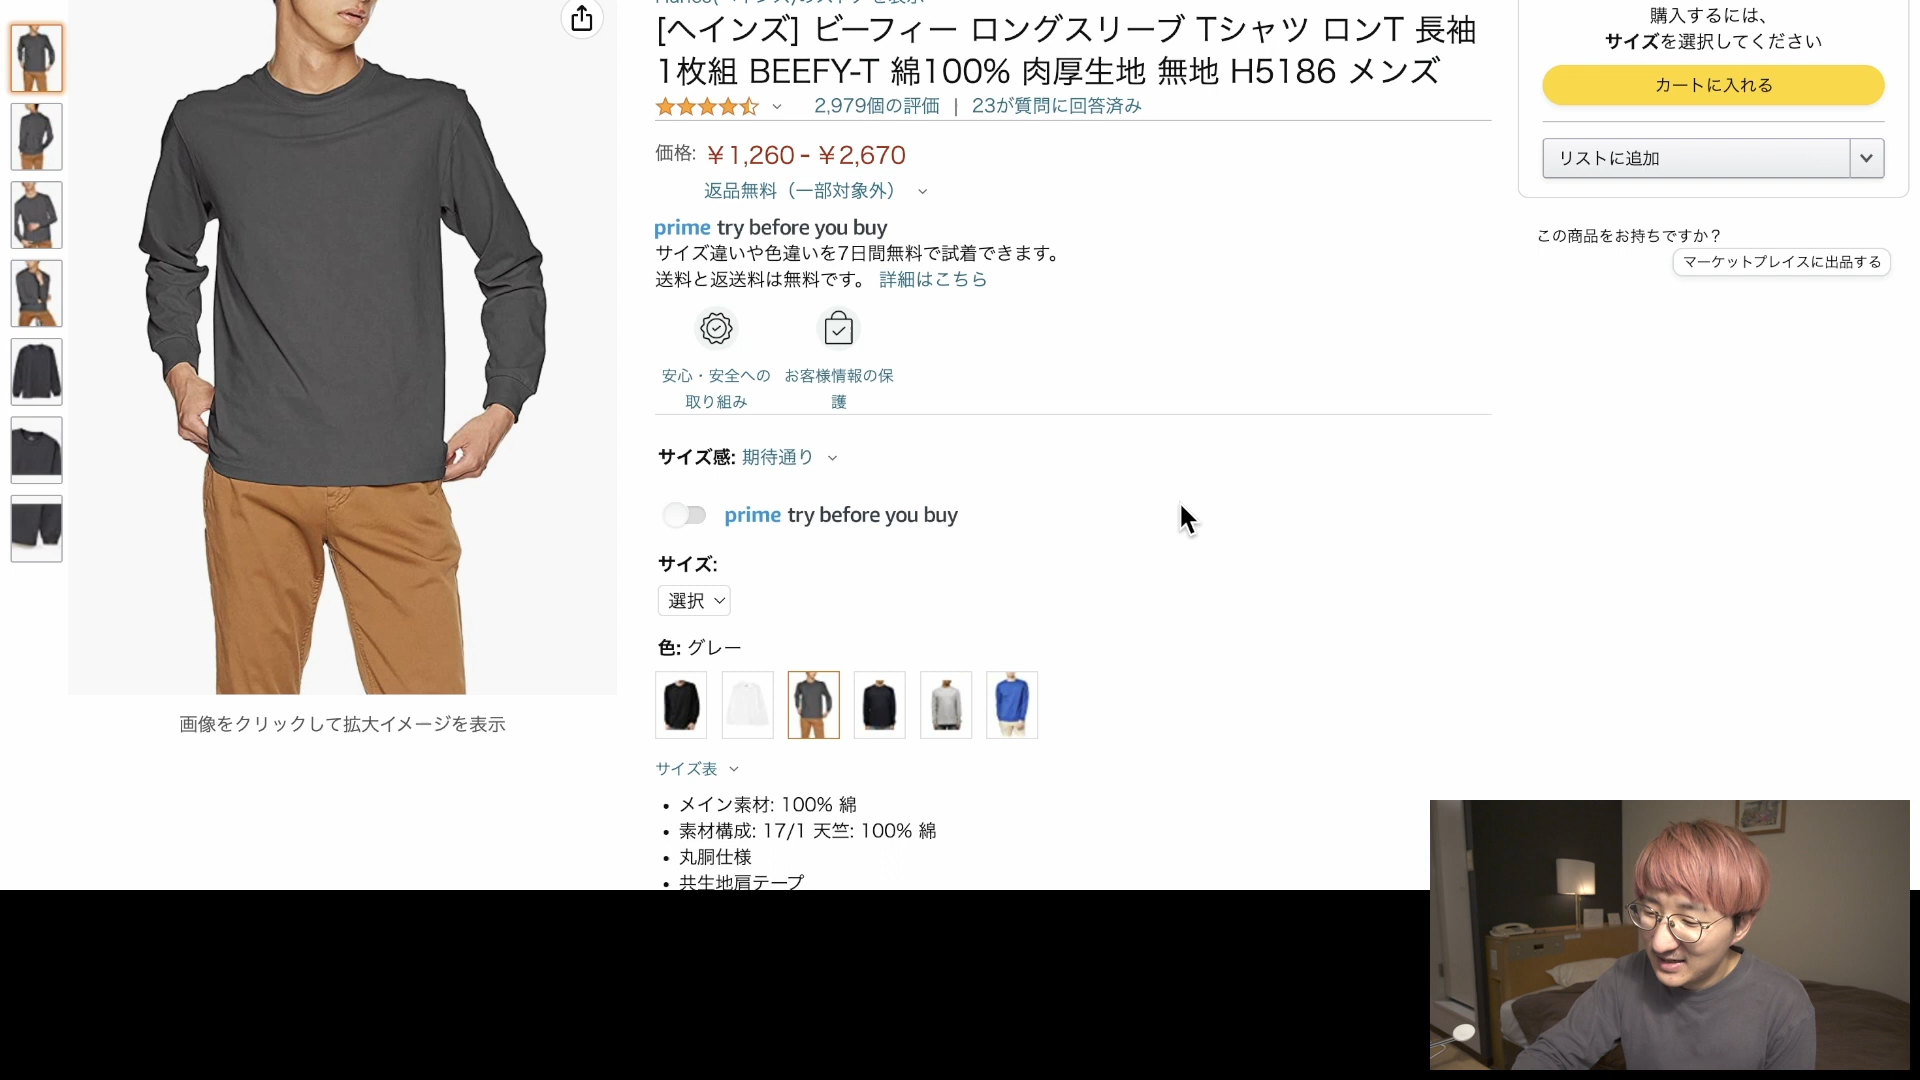 [ヘインズ] ビーフィー ロングスリーブ Tシャツ ロンT 長袖
1枚組 BEEFY-T 綿100% 肉厚生地 無地 H5186 メンズ
2,979個の評価 | 23が質問に回答済み
価格: ￥1,260 - ￥2,670
返品無料（一部対象外）
prime try before you buy
サイズ違いや色違いを7日間無料で試着できます。
送料と返送料は無料です。 詳細はこちら
安心・安全への
取り組み
お客様情報の保
護
サイズ感: 期待通り
prime try before you buy
サイズ:
選択
色: グレー
サイズ表
• メイン素材: 100% 綿
• 素材構成: 17/1 天竺: 100% 綿
• 丸胴仕様
• 共生地肩テープ
画像をクリックして拡大イメージを表示
購入するには、
サイズを選択してください
カートに入れる
リストに追加
この商品をお持ちですか？
マーケットプレイスに出品する